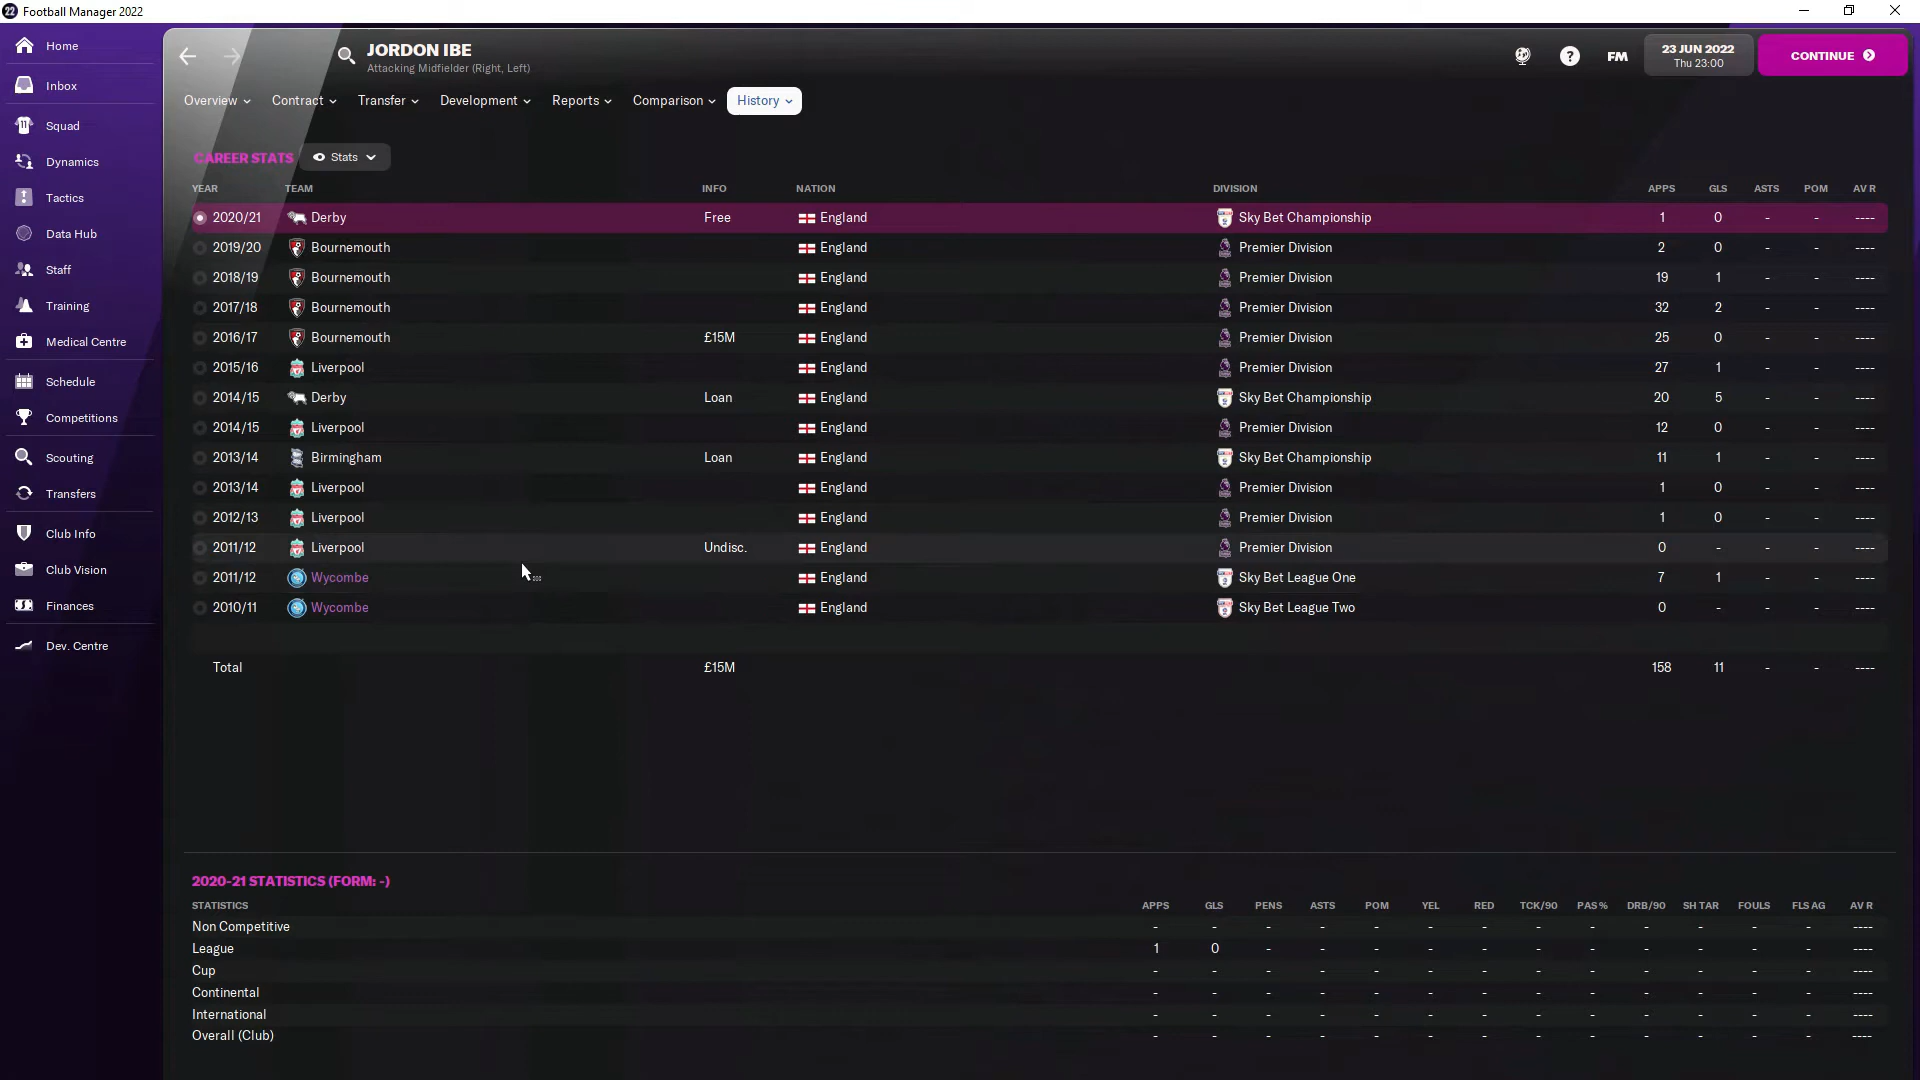 22 Football Manager 2022
Home
Inbox
Squad
Dynamics
Tactics
Data Hub
Staff
Training
Medical Centre
Schedule
Competitions
Scouting
Transfers
Club Info
Club Vision
Finances
Dev. Centre
JORDON IBE
Attacking Midfielder (Right, Left)
FM
23 JUN 2022
Thu 23:00
CONTINUE
Overview Contract Transfer Development Reports Comparison History
CAREER STATS Stats
YEAR TEAM INFO NATION DIVISION APPS GLS ASTS POM AV R
2020/21 Derby Free England Sky Bet Championship 1 0 - - ----
2019/20 Bournemouth England Premier Division 2 0 - - ----
2018/19 Bournemouth England Premier Division 19 1 - - ----
2017/18 Bournemouth England Premier Division 32 2 - - ----
2016/17 Bournemouth £15M England Premier Division 25 0 - - ----
2015/16 Liverpool England Premier Division 27 1 - - ----
2014/15 Derby Loan England Sky Bet Championship 20 5 - - ----
2014/15 Liverpool England Premier Division 12 0 - - ----
2013/14 Birmingham Loan England Sky Bet Championship 11 1 - - ----
2013/14 Liverpool England Premier Division 1 0 - - ----
2012/13 Liverpool England Premier Division 1 0 - - ----
2011/12 Liverpool Undisc. England Premier Division 0 - - - ----
2011/12 Wycombe England Sky Bet League One 7 1 - - ----
2010/11 Wycombe England Sky Bet League Two 0 - - - ----
Total £15M 158 11 - - ----
2020-21 STATISTICS (FORM: -)
STATISTICS APPS GLS PENS ASTS POM YEL RED TCK/90 PAS % DRB/90 SH TAR FOULS FLS AG AV R
Non Competitive - - - - - - - - - - - - - ----
League 1 0 - - - - - - - - - - - ----
Cup - - - - - - - - - - - - - ----
Continental - - - - - - - - - - - - - ----
International - - - - - - - - - - - - - ----
Overall (Club) - - - - - - - - - - - - - ----